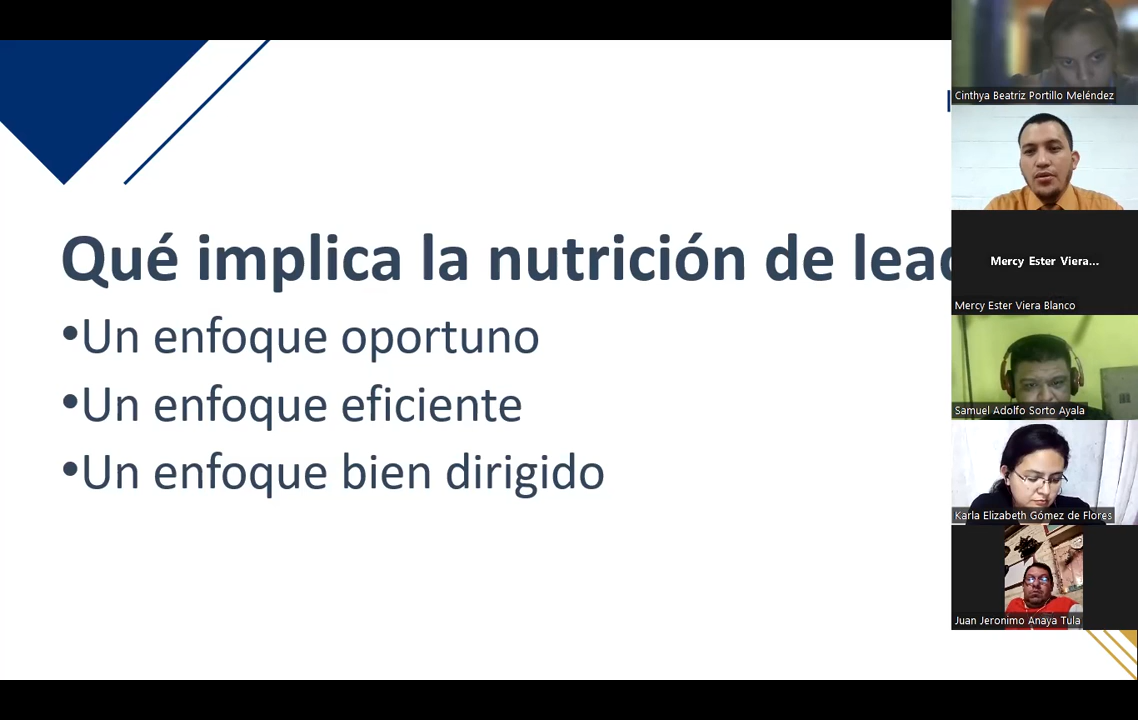 Qué implica la nutrición de lead
•Un enfoque oportuno
•Un enfoque eficiente
•Un enfoque bien dirigido
Cinthya Beatriz Portillo Meléndez
Mercy Ester Viera...
Mercy Ester Viera Blanco
Samuel Adolfo Sorto Ayala
Karla Elizabeth Gómez de Flores
Juan Jeronimo Anaya Tula